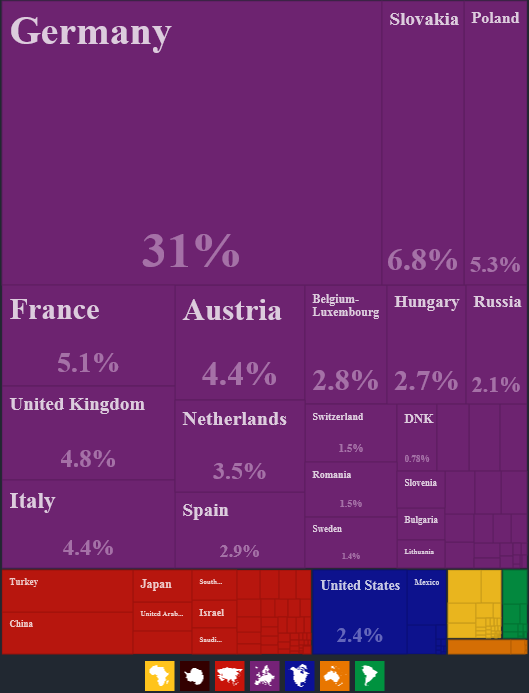 Germany
31%
Slovakia
6.8%
Poland
5.3%
France
5.1%
United Kingdom
4.8%
Italy
4.4%
Austria
4.4%
Netherlands
3.5%
Spain
2.9%
Belgium-
Luxembourg
2.8%
Hungary
2.7%
Russia
2.1%
Switzerland
1.5%
Romania
1.5%
Sweden
1.4%
DNK
0.78%
Slovenia
Bulgaria
Lithuania
Turkey
China
Japan
United Arab...
South...
Israel
Saudi...
United States
2.4%
Mexico